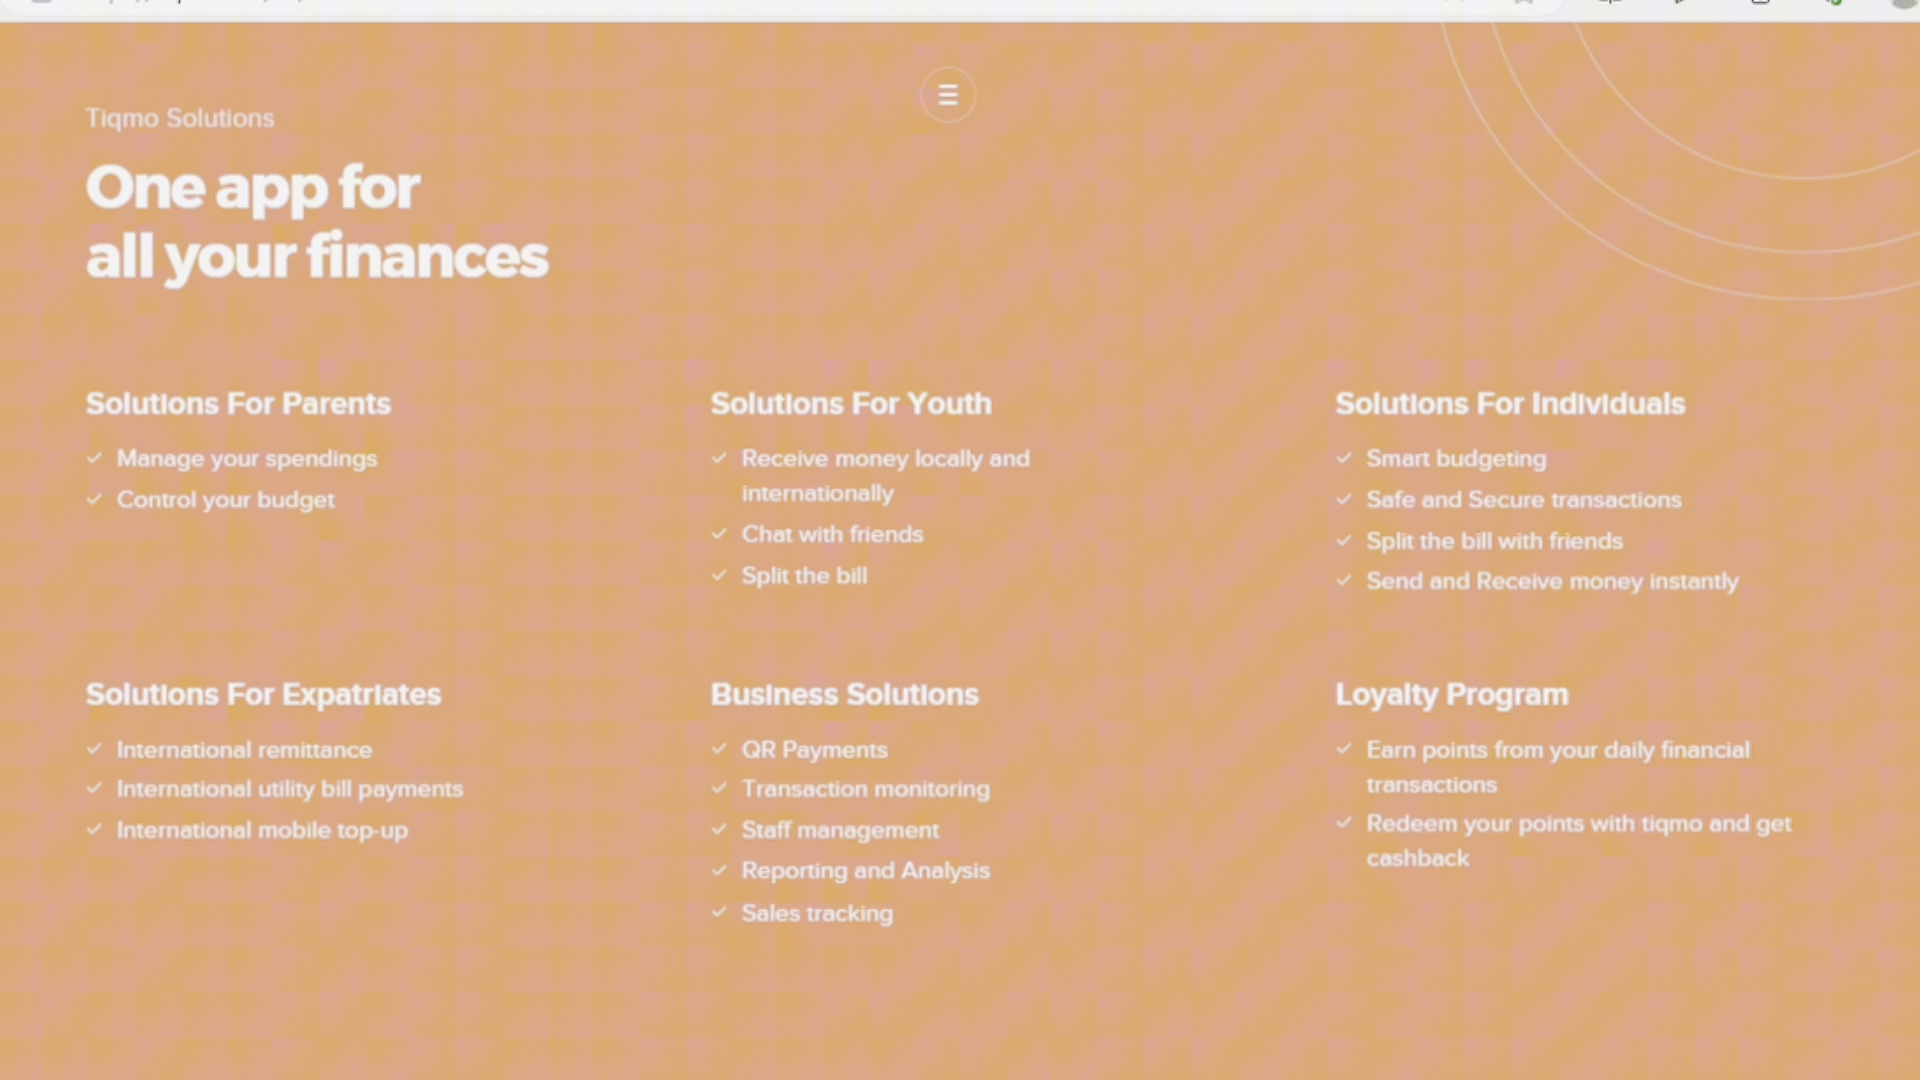 Tiqmo Solutions
One app for
all your finances
Solutions For Parents
Manage your spendings
Control your budget
Solutions For Youth
Receive money locally and
internationally
Chat with friends
Split the bill
Solutions For Individuals
Smart budgeting
Safe and Secure transactions
Split the bill with friends
Send and Receive money instantly
Solutions For Expatriates
International remittance
International utility bill payments
International mobile top-up
Business Solutions
QR Payments
Transaction monitoring
Staff management
Reporting and Analysis
Sales tracking
Loyalty Program
Earn points from your daily financial
transactions
Redeem your points with tiqmo and get
cashback